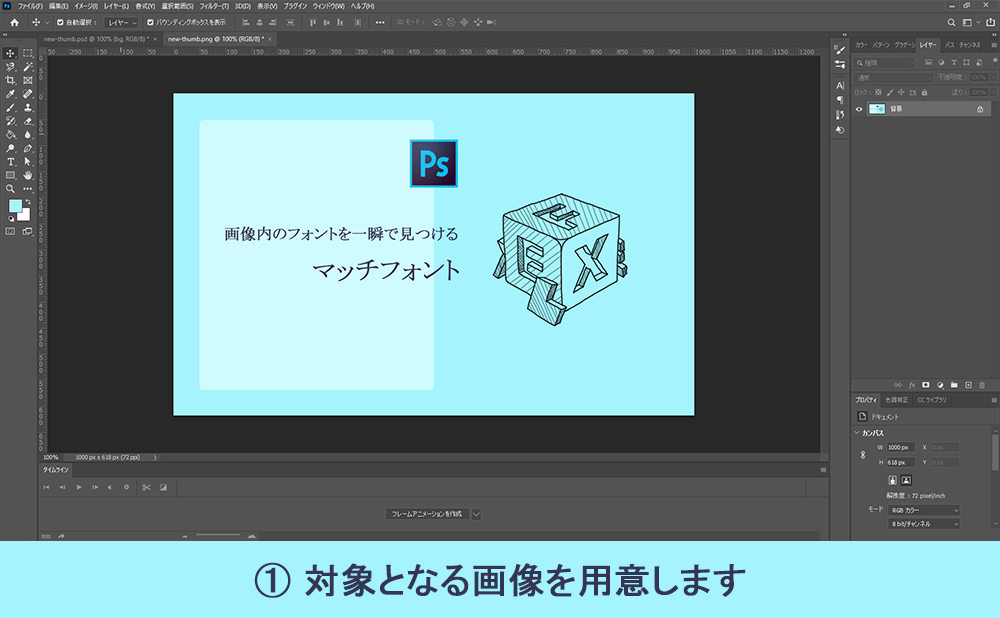 Ps
ファイル(F) 編集(E) イメージ(I) レイヤー(L) 書式(Y) 選択範囲(S) フィルター(T) 3D(D) 表示(V) プラグイン ウィンドウ(W) ヘルプ(H)
自動選択： レイヤー バウンディングボックスを表示 3D モード：
new-thumb.psd @ 100% (bg, RGB/8) * × new-thumb.png @ 100% (RGB/8) * ×
カラー パターン グラデーシ レイヤー パス チャンネル
種類
通常 不透明度： 100%
ロック： 塗り： 100%
背景
Ps
画像内のフォントを一瞬で見つける
マッチフォント
プロパティ 色調補正 CC ライブラリ
ドキュメント
カンバス
W 1000 px X 0 px
H 618 px Y 0 px
解像度：72 pixel/inch
モード RGB カラー
8 bit/チャンネル
100% 1000 px x 618 px (72 ppi)
タイムライン
フレームアニメーションを作成
① 対象となる画像を用意します